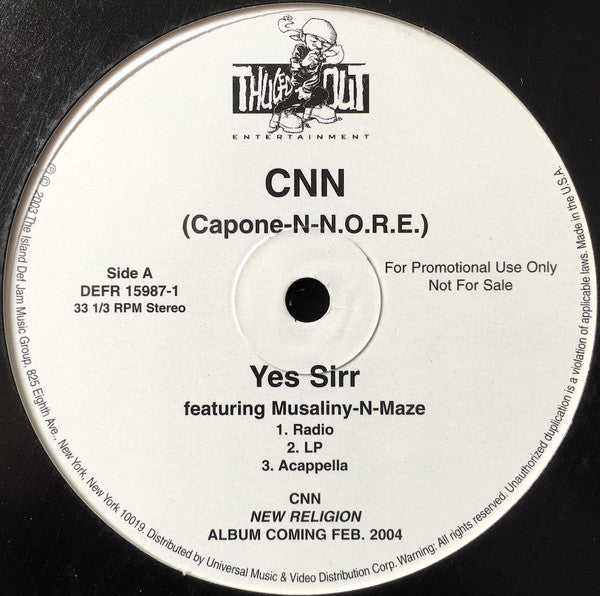 THUGGED OUT
ENTERTAINMENT
CNN
(Capone-N-N.O.R.E.)
Side A
DEFR 15987-1
33 1/3 RPM Stereo
For Promotional Use Only
Not For Sale
Yes Sirr
featuring Musaliny-N-Maze
1. Radio
2. LP
3. Acappella
CNN
NEW RELIGION
ALBUM COMING FEB. 2004
℗ © 2003 The Island Def Jam Music Group, 825 Eighth Ave., New York, New York 10019. Distributed by Universal Music & Video Distribution Corp. Warning: All rights reserved. Unauthorized duplication is a violation of applicable laws. Made in the U.S.A.